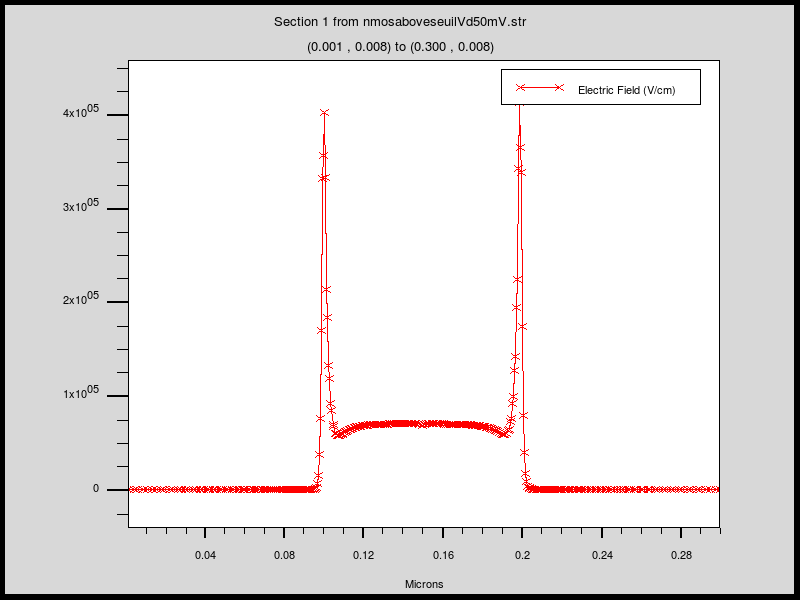 Section 1 from nmosaboveseuilVd50mV.str
(0.001 , 0.008) to (0.300 , 0.008)
Electric Field (V/cm)
4x10^05
3x10^05
2x10^05
1x10^05
0
0.04 0.08 0.12 0.16 0.2 0.24 0.28
Microns